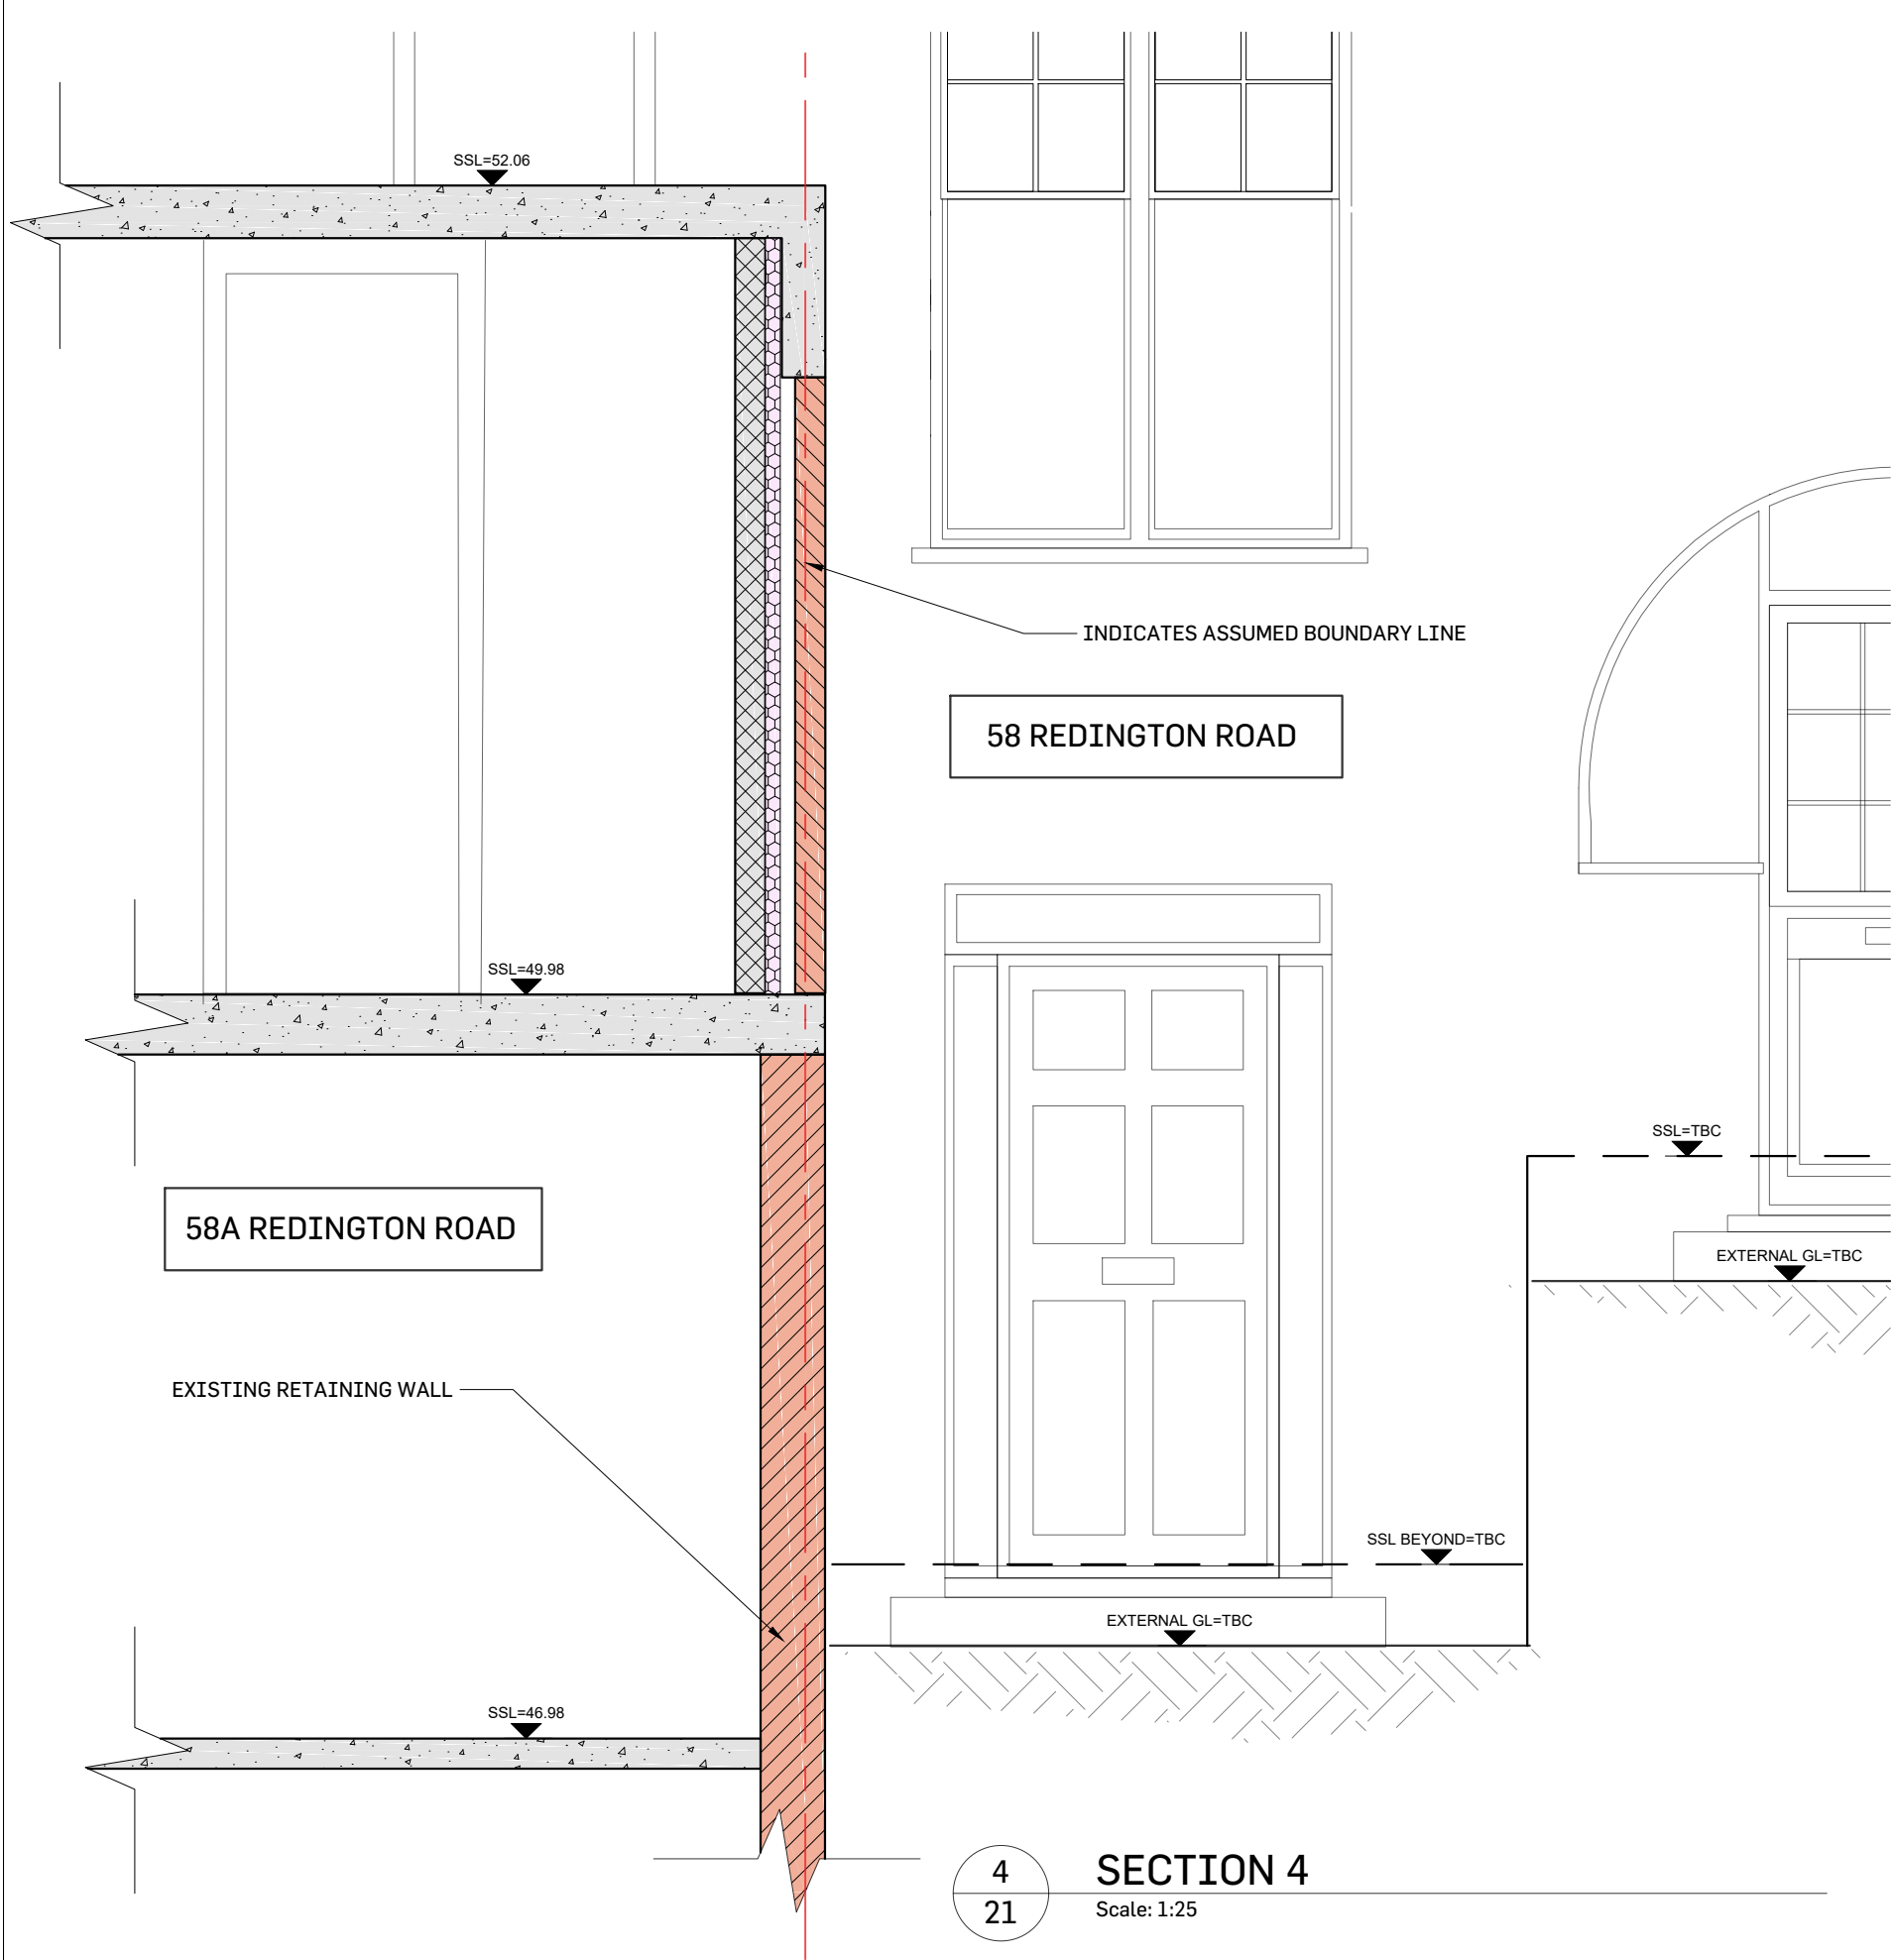 SSL=52.06
INDICATES ASSUMED BOUNDARY LINE
58 REDINGTON ROAD
SSL=49.98
SSL=TBC
58A REDINGTON ROAD
EXTERNAL GL=TBC
EXISTING RETAINING WALL
SSL BEYOND=TBC
EXTERNAL GL=TBC
SSL=46.98
4
21
SECTION 4
Scale: 1:25